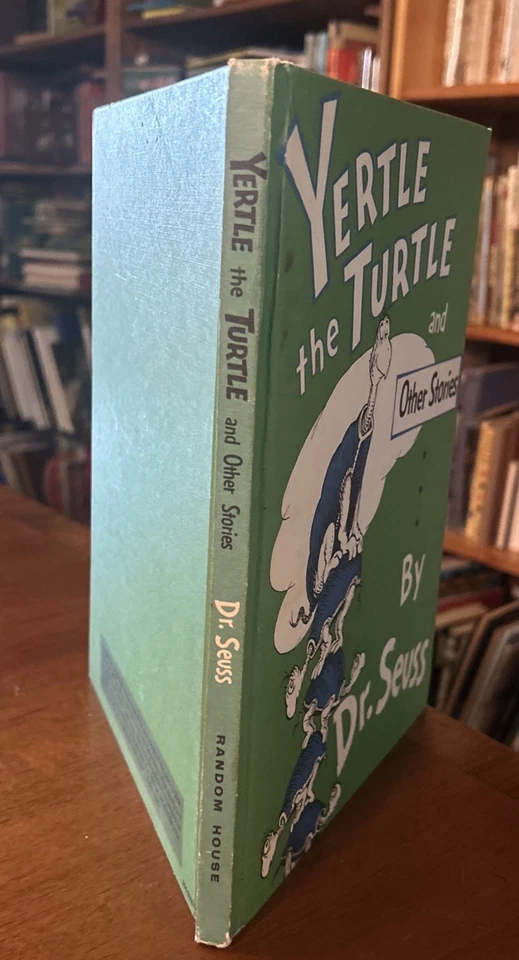 YERTLE the TURTLE and Other Stories Dr. Seuss RANDOM HOUSE
YERTLE
the TURTLE
and
Other Stories
By
Dr. Seuss